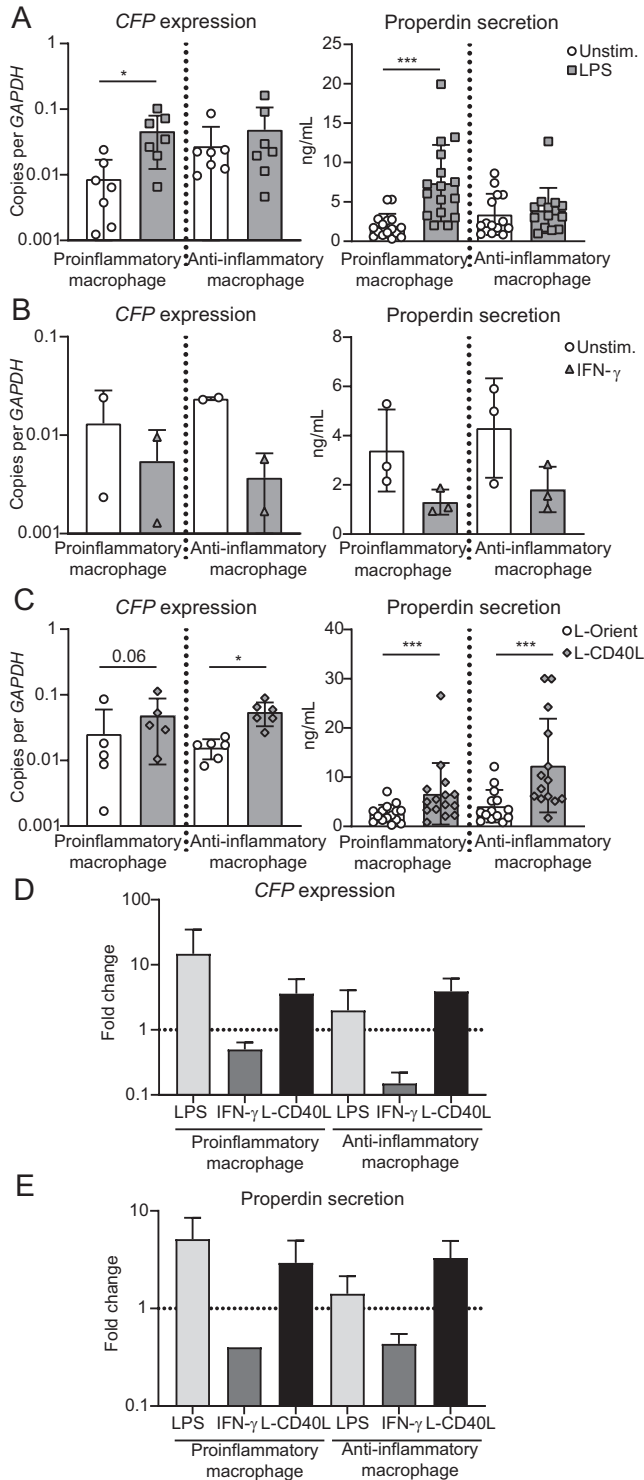 A
CFP expression
Properdin secretion
Copies per GAPDH
1
0.1
0.01
0.001
*
Proinflammatory
macrophage
Anti-inflammatory
macrophage
ng/mL
25
20
15
10
5
0
***
Unstim.
LPS
Proinflammatory
macrophage
Anti-inflammatory
macrophage
B
CFP expression
Properdin secretion
Copies per GAPDH
0.1
0.01
0.001
Proinflammatory
macrophage
Anti-inflammatory
macrophage
ng/mL
8
6
4
2
0
Unstim.
IFN-γ
Proinflammatory
macrophage
Anti-inflammatory
macrophage
C
CFP expression
Properdin secretion
Copies per GAPDH
1
0.1
0.01
0.001
0.06
*
Proinflammatory
macrophage
Anti-inflammatory
macrophage
ng/mL
40
30
20
10
0
***
***
L-Orient
L-CD40L
Proinflammatory
macrophage
Anti-inflammatory
macrophage
D
CFP expression
Fold change
100
10
1
0.1
LPS IFN-γ L-CD40L LPS IFN-γ L-CD40L
Proinflammatory
macrophage
Anti-inflammatory
macrophage
E
Properdin secretion
Fold change
10
1
0.1
LPS IFN-γ L-CD40L LPS IFN-γ L-CD40L
Proinflammatory
macrophage
Anti-inflammatory
macrophage